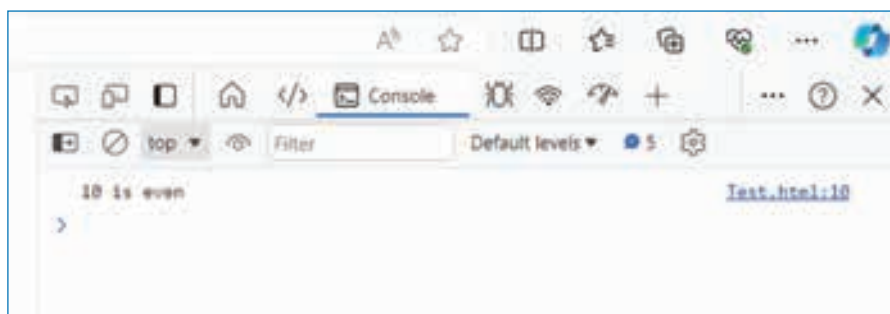 A))
</> Console
top Filter Default levels 5
10 is even Test.html:10